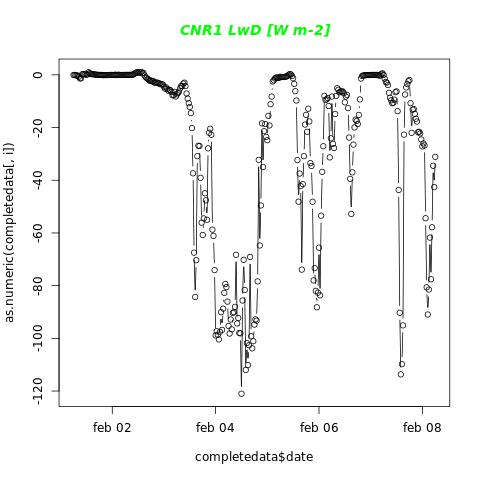 CNR1 LwD [W m-2]
as.numeric(completedata[, i])
0
-20
-40
-60
-80
-100
-120
feb 02
feb 04
feb 06
feb 08
completedata$date